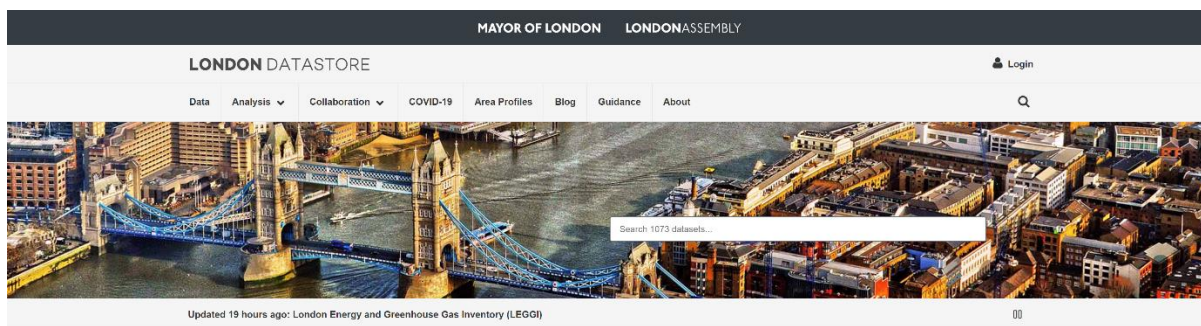 MAYOR OF LONDON LONDONASSEMBLY
LONDON DATASTORE
Login
Data Analysis Collaboration COVID-19 Area Profiles Blog Guidance About
Search 1073 datasets...
Updated 19 hours ago: London Energy and Greenhouse Gas Inventory (LEGGI)